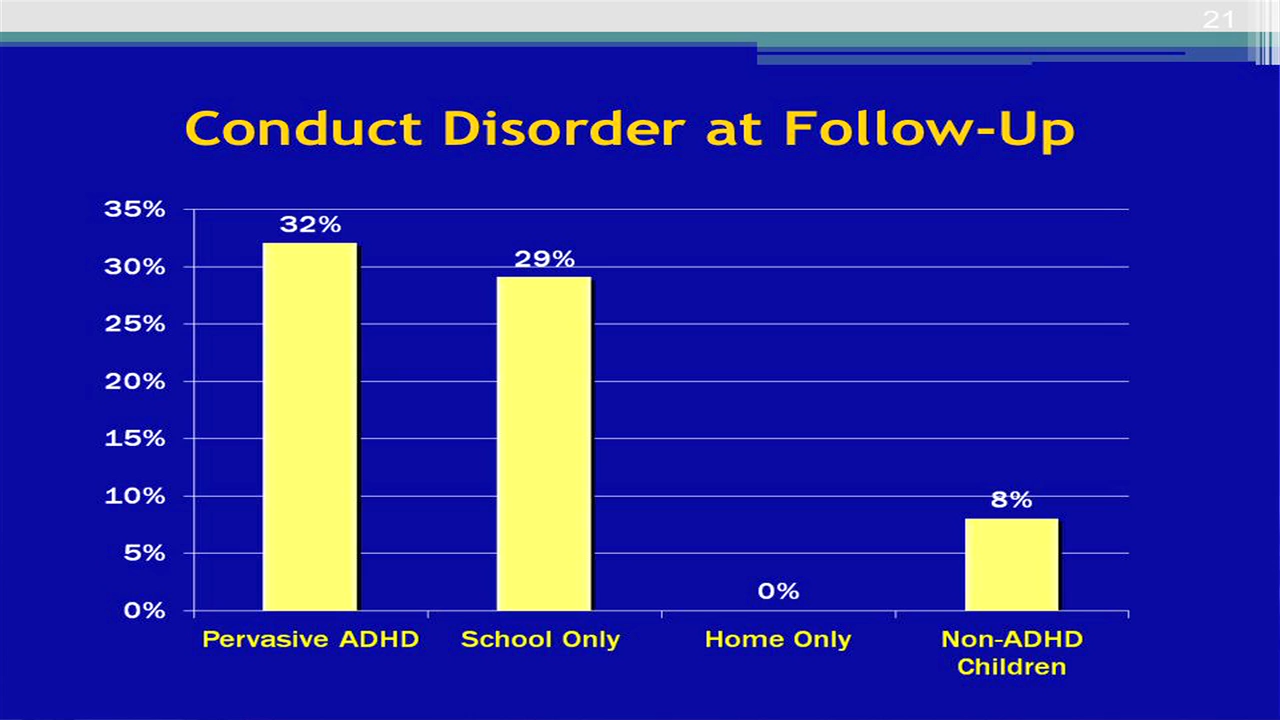 21
Conduct Disorder at Follow-Up
35%
30%
25%
20%
15%
10%
5%
0%
32%
29%
0%
8%
Pervasive ADHD
School Only
Home Only
Non-ADHD
Children